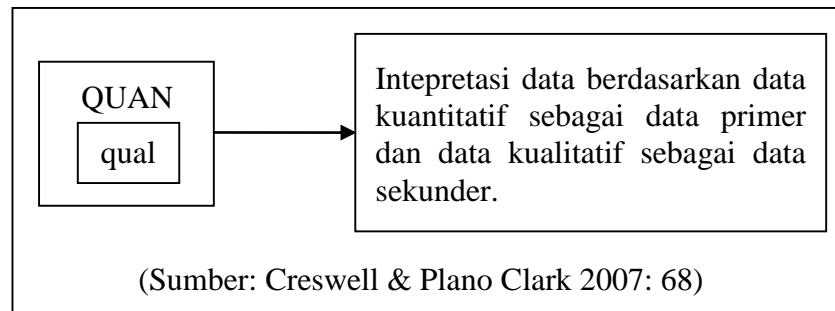 QUAN
qual
Intepretasi data berdasarkan data
kuantitatif sebagai data primer
dan data kualitatif sebagai data
sekunder.
(Sumber: Creswell & Plano Clark 2007: 68)